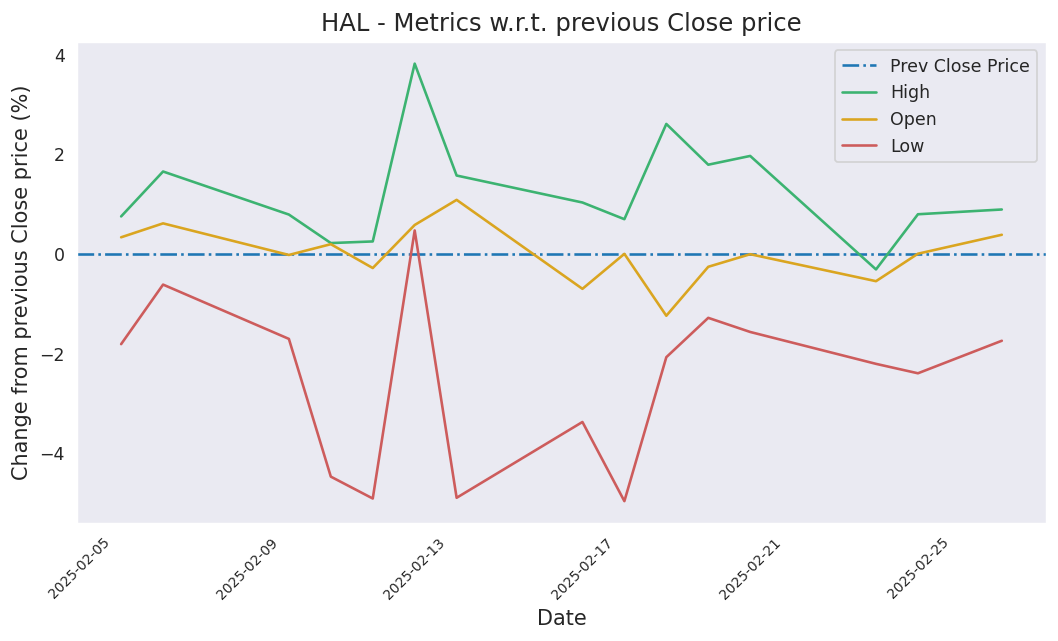 HAL - Metrics w.r.t. previous Close price
Change from previous Close price (%)
4
2
0
−2
−4
Prev Close Price
High
Open
Low
2025-02-05
2025-02-09
2025-02-13
2025-02-17
2025-02-21
2025-02-25
Date